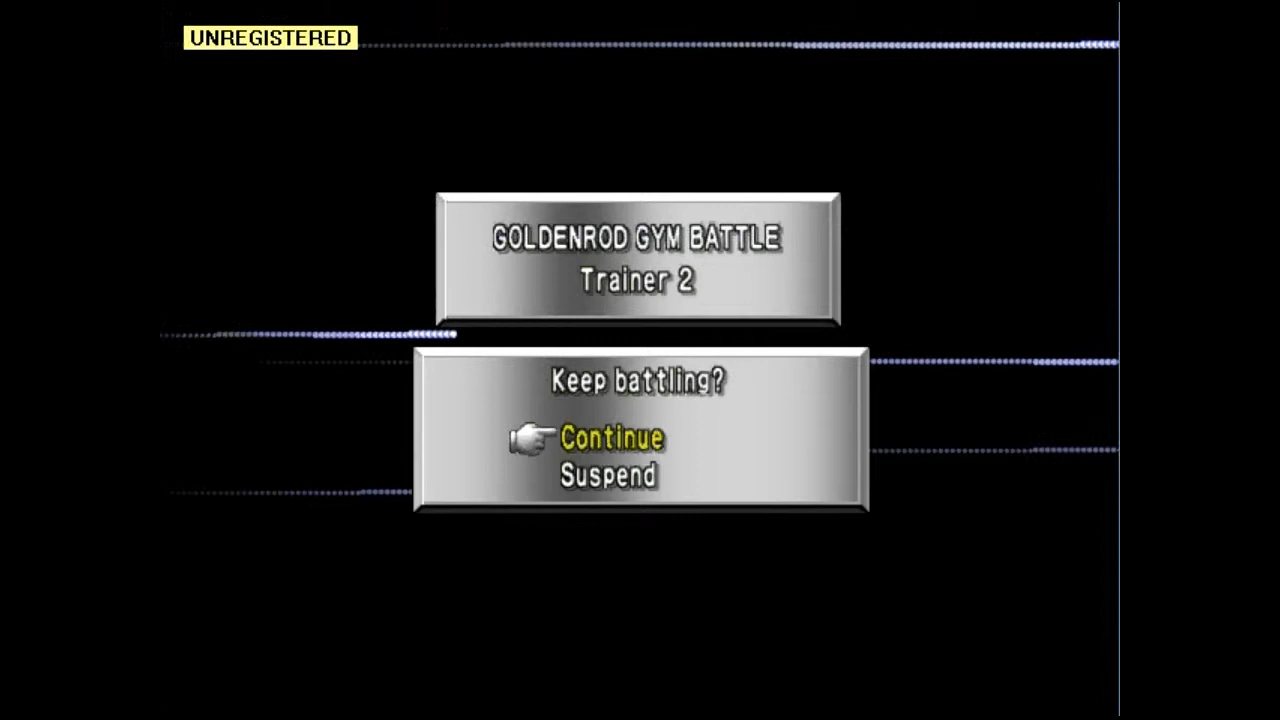 UNREGISTERED
GOLDENROD GYM BATTLE
Trainer 2
Keep battling?
Continue
Suspend